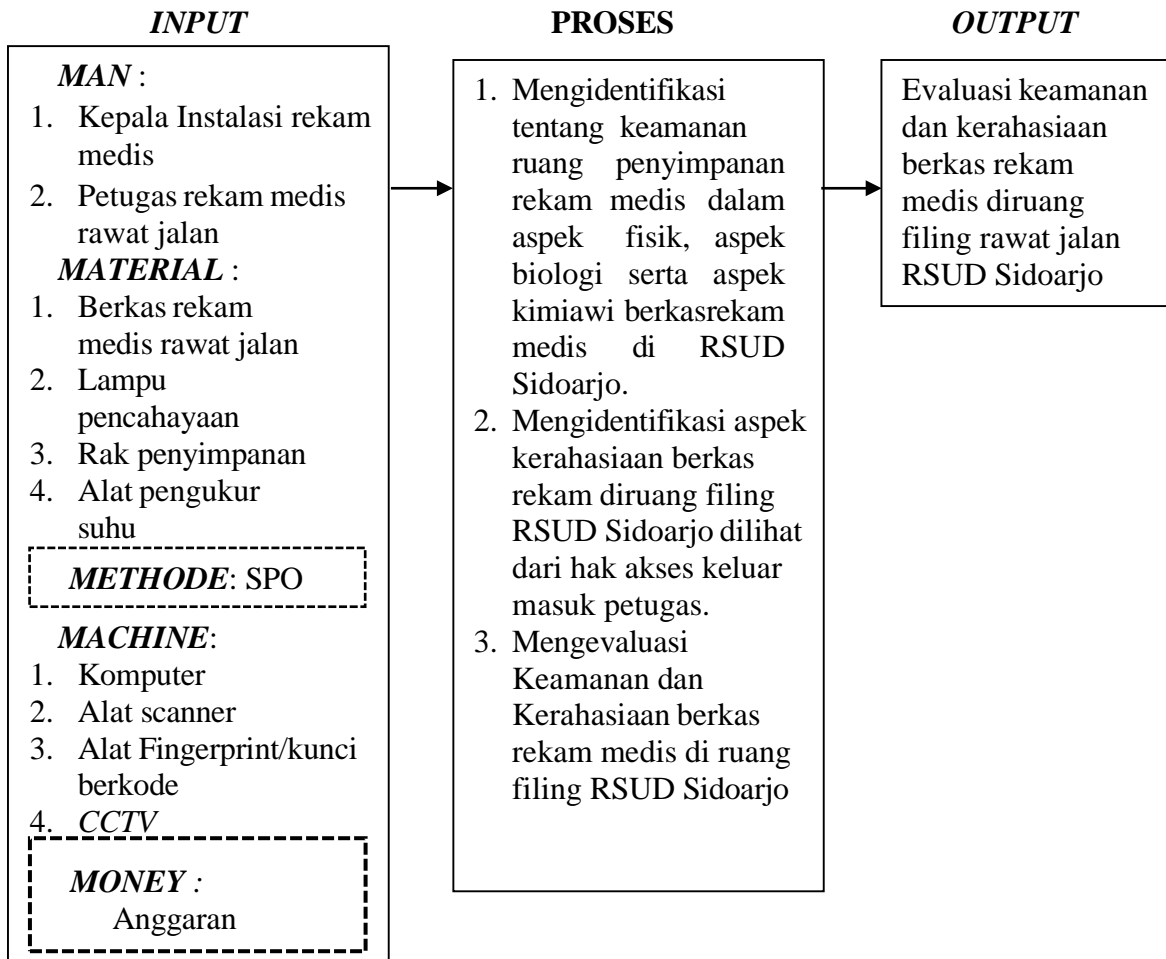 INPUT
MAN :
1. Kepala Instalasi rekam
medis
2. Petugas rekam medis
rawat jalan
MATERIAL :
1. Berkas rekam
medis rawat jalan
2. Lampu
pencahayaan
3. Rak penyimpanan
4. Alat pengukur
suhu
METHODE: SPO
MACHINE:
1. Komputer
2. Alat scanner
3. Alat Fingerprint/kunci
berkode
4. CCTV
MONEY :
Anggaran
PROSES
1. Mengidentifikasi
tentang keamanan
ruang penyimpanan
rekam medis dalam
aspek fisik, aspek
biologi serta aspek
kimiawi berkasrekam
medis di RSUD
Sidoarjo.
2. Mengidentifikasi aspek
kerahasiaan berkas
rekam diruang filing
RSUD Sidoarjo dilihat
dari hak akses keluar
masuk petugas.
3. Mengevaluasi
Keamanan dan
Kerahasiaan berkas
rekam medis di ruang
filing RSUD Sidoarjo
OUTPUT
Evaluasi keamanan
dan kerahasiaan
berkas rekam
medis diruang
filing rawat jalan
RSUD Sidoarjo